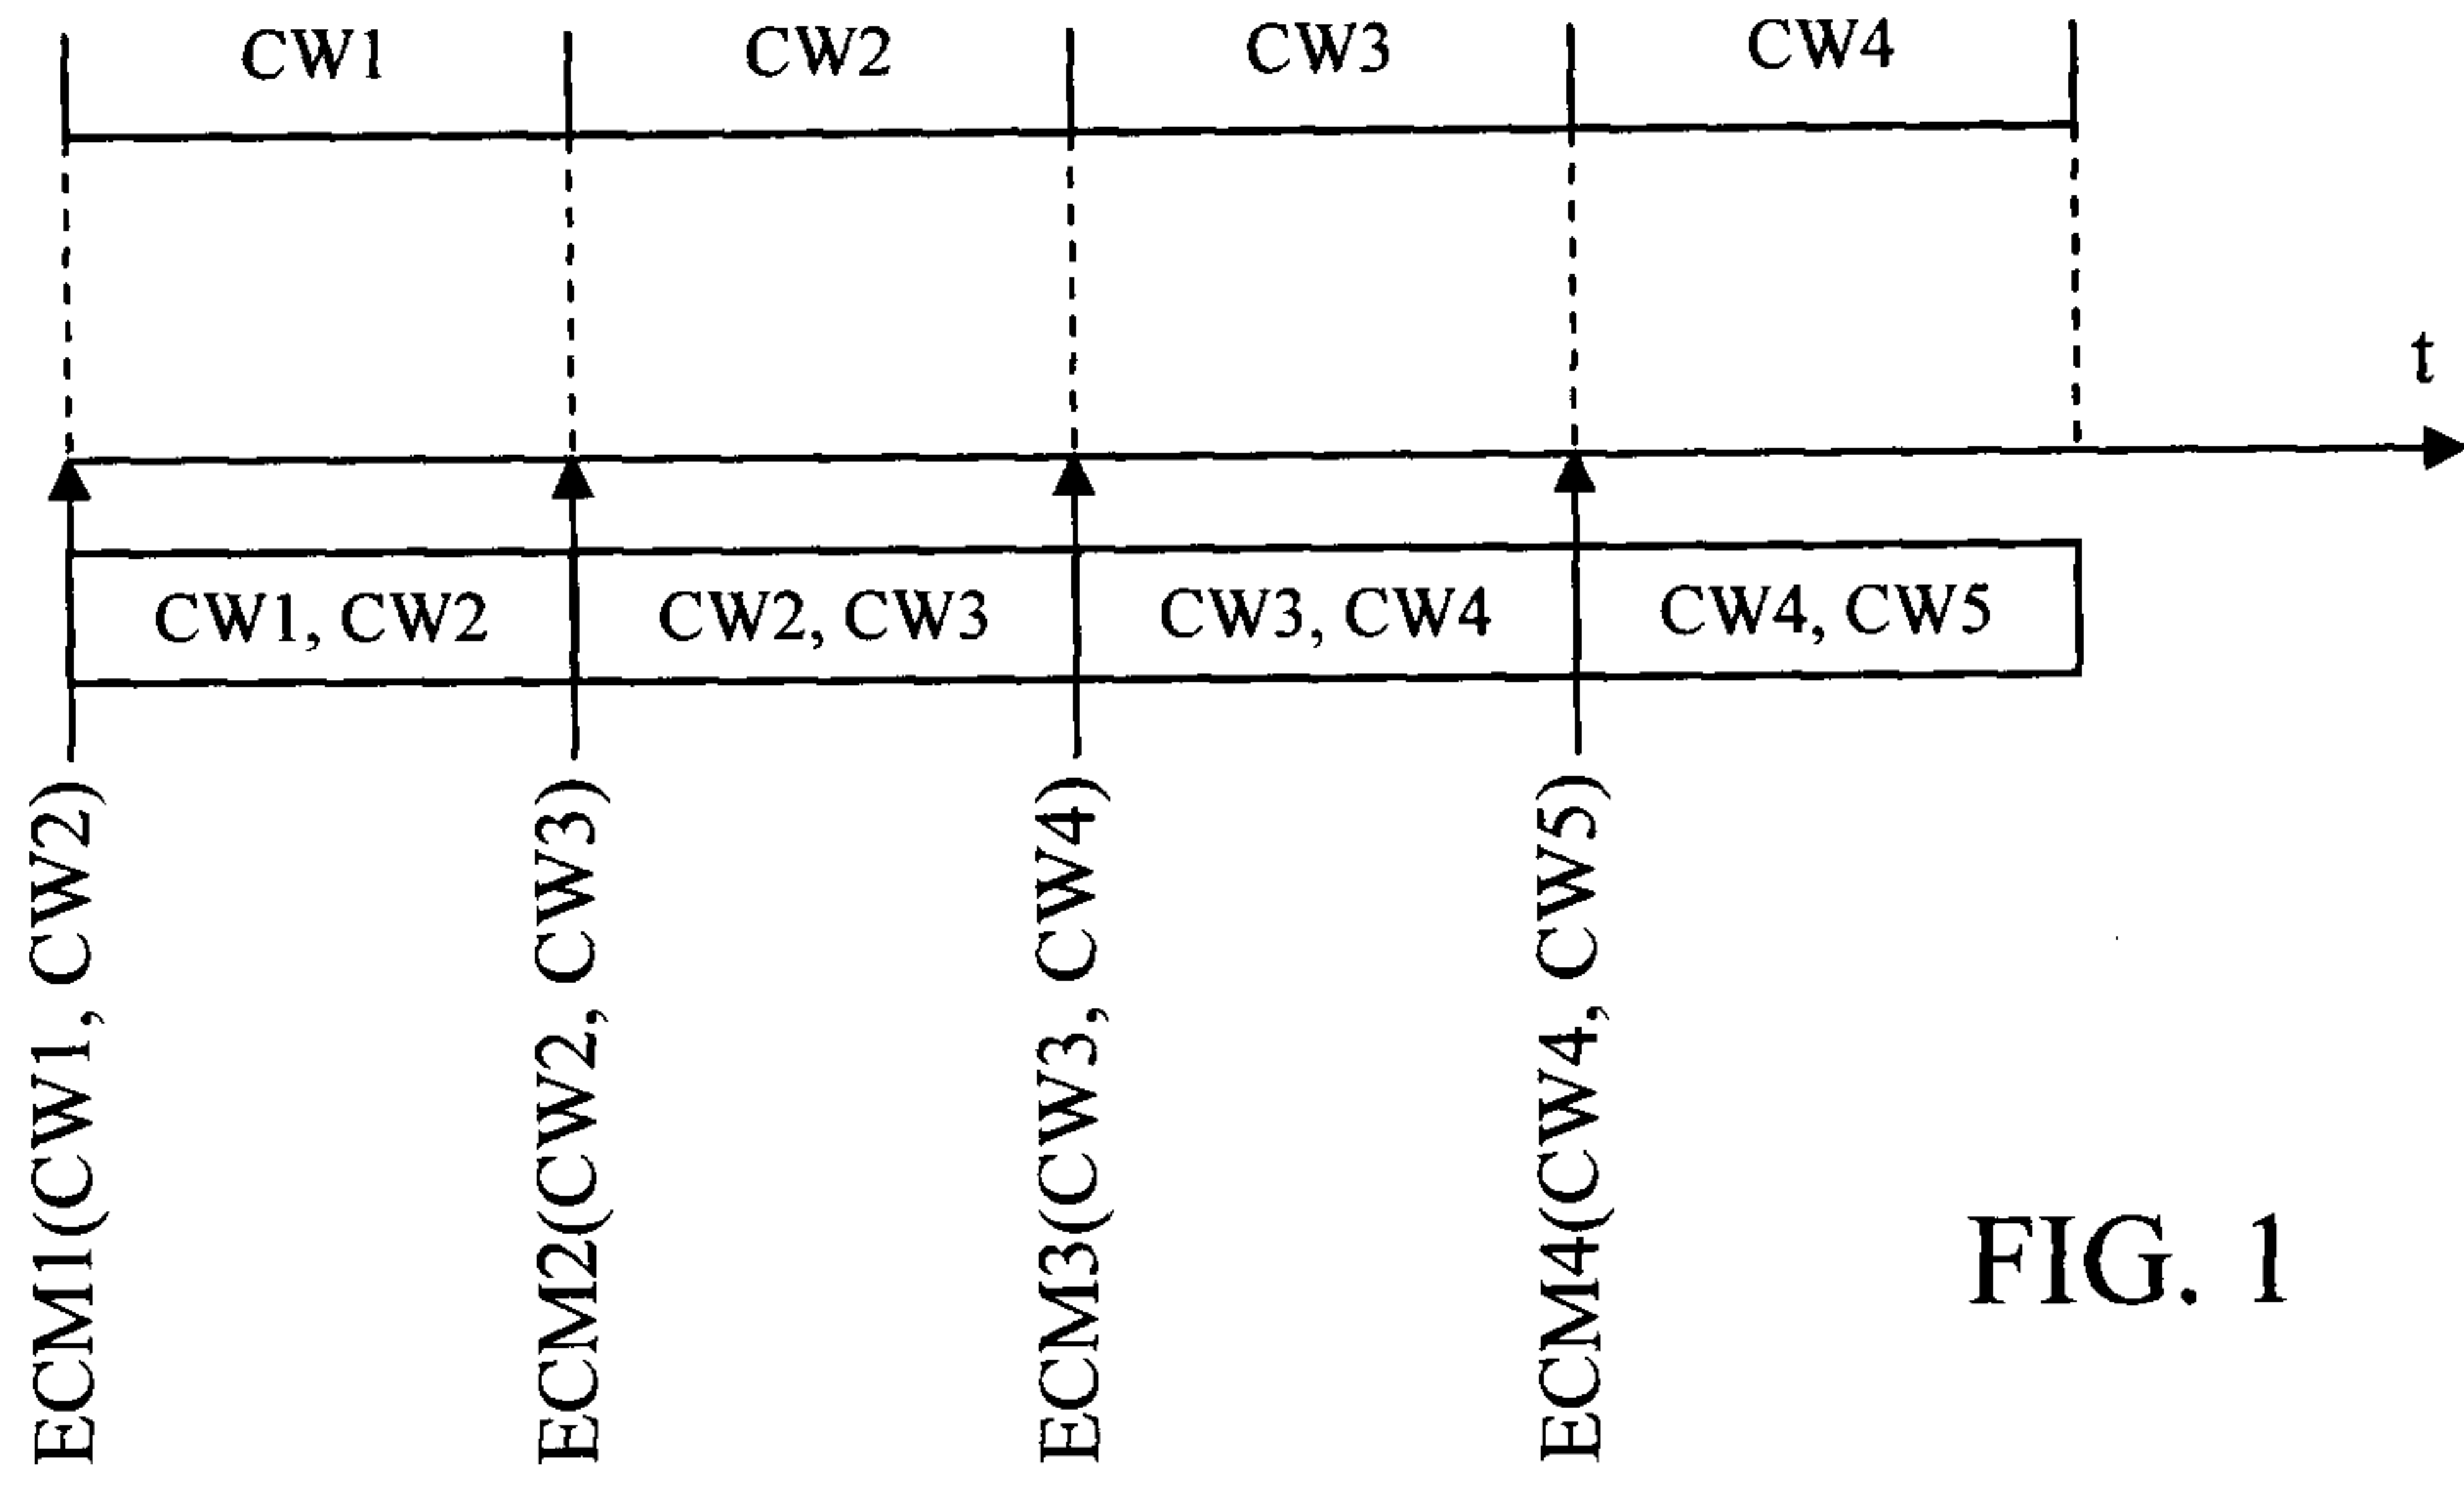 CW1 CW2 CW3 CW4
t
CW1, CW2 CW2, CW3 CW3, CW4 CW4, CW5
ECM1(CW1, CW2)
ECM2(CW2, CW3)
ECM3(CW3, CW4)
ECM4(CW4, CW5)
FIG. 1